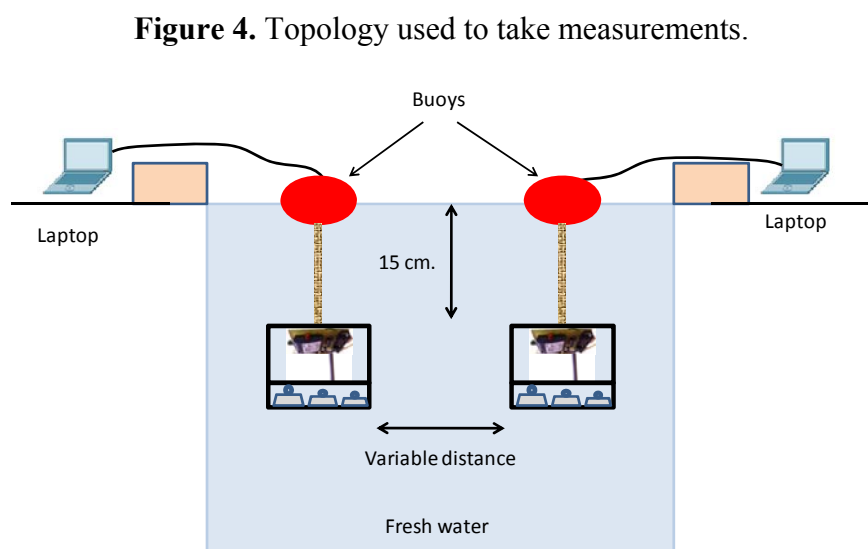 Figure 4. Topology used to take measurements.
Buoys
Laptop
Laptop
15 cm.
Variable distance
Fresh water